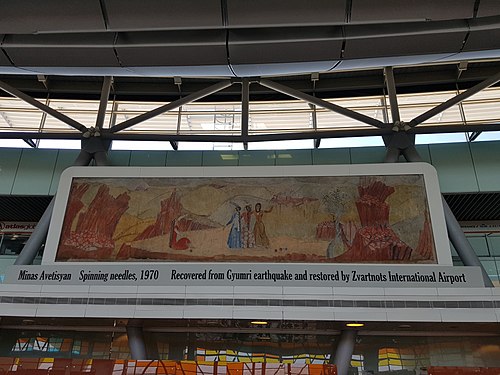 Minas Avetisyan Spinning needles, 1970 Recovered from Gyumri earthquake and restored by Zvartnots International Airport